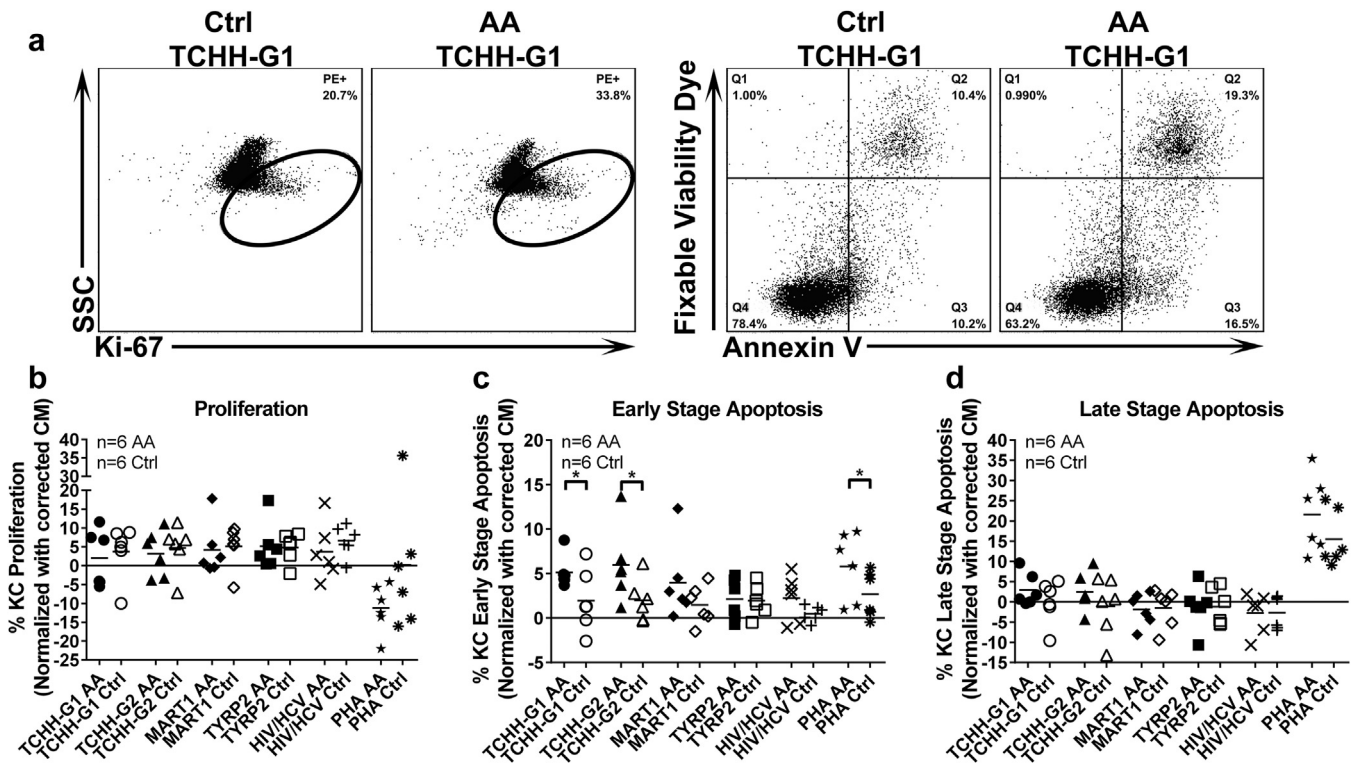 a
Ctrl
TCHH-G1
AA
TCHH-G1
Ctrl
TCHH-G1
AA
TCHH-G1
SSC
PE+
20.7%
PE+
33.8%
Ki-67
Fixable Viability Dye
Q1
1.00%
Q2
10.4%
Q4
78.4%
Q3
10.2%
Q1
0.990%
Q2
19.3%
Q4
63.2%
Q3
16.5%
Annexin V
b
Proliferation
% KC Proliferation
(Normalized with corrected CM)
n=6 AA
n=6 Ctrl
40
35
30
20
15
10
5
0
-5
-10
-15
-20
-25
TCHH-G1 AA
TCHH-G1 Ctrl
TCHH-G2 AA
TCHH-G2 Ctrl
MART1 AA
MART1 Ctrl
TYRP2 AA
TYRP2 Ctrl
HIV/HCV AA
HIV/HCV Ctrl
PHA AA
PHA Ctrl
c
Early Stage Apoptosis
% KC Early Stage Apoptosis
(Normalized with corrected CM)
n=6 AA
n=6 Ctrl
20
15
10
5
0
-5
*
*
*
TCHH-G1 AA
TCHH-G1 Ctrl
TCHH-G2 AA
TCHH-G2 Ctrl
MART1 AA
MART1 Ctrl
TYRP2 AA
TYRP2 Ctrl
HIV/HCV AA
HIV/HCV Ctrl
PHA AA
PHA Ctrl
d
Late Stage Apoptosis
% KC Late Stage Apoptosis
(Normalized with corrected CM)
n=6 AA
n=6 Ctrl
40
35
30
25
20
15
10
5
0
-5
-10
-15
TCHH-G1 AA
TCHH-G1 Ctrl
TCHH-G2 AA
TCHH-G2 Ctrl
MART1 AA
MART1 Ctrl
TYRP2 AA
TYRP2 Ctrl
HIV/HCV AA
HIV/HCV Ctrl
PHA AA
PHA Ctrl